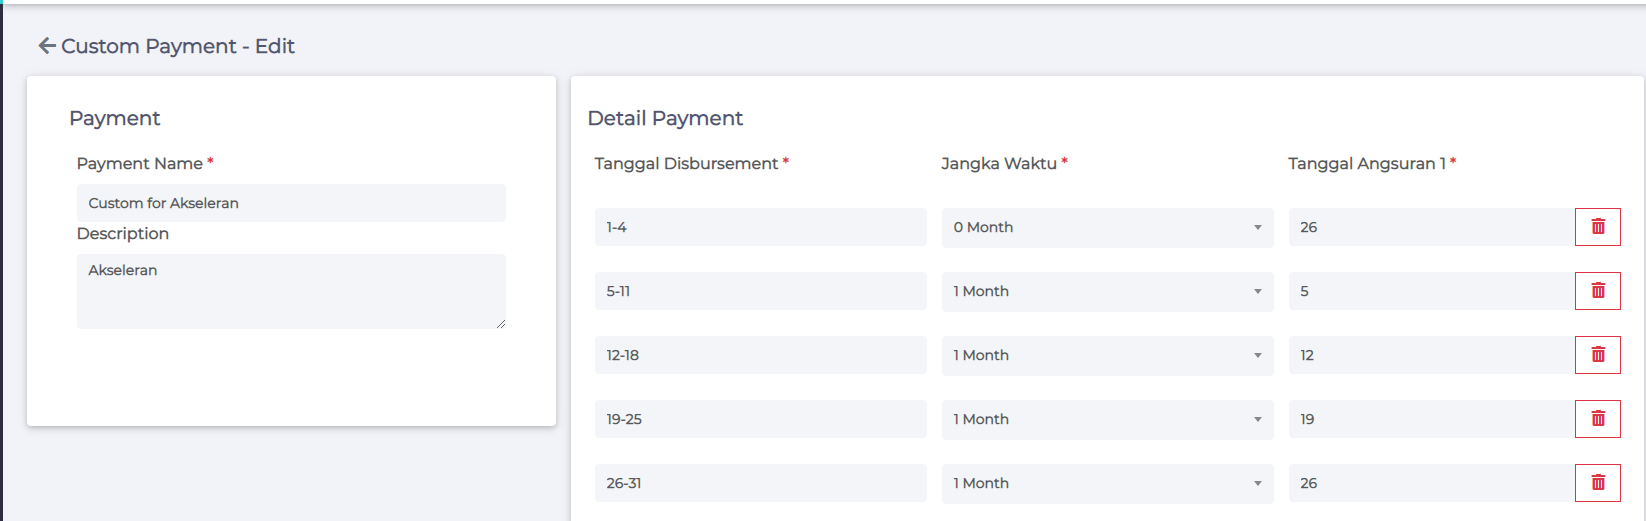 Custom Payment - Edit
Payment
Payment Name *
Custom for Akseleran
Description
Akseleran
Detail Payment
Tanggal Disbursement * Jangka Waktu * Tanggal Angsuran 1 *
1-4 0 Month 26
5-11 1 Month 5
12-18 1 Month 12
19-25 1 Month 19
26-31 1 Month 26